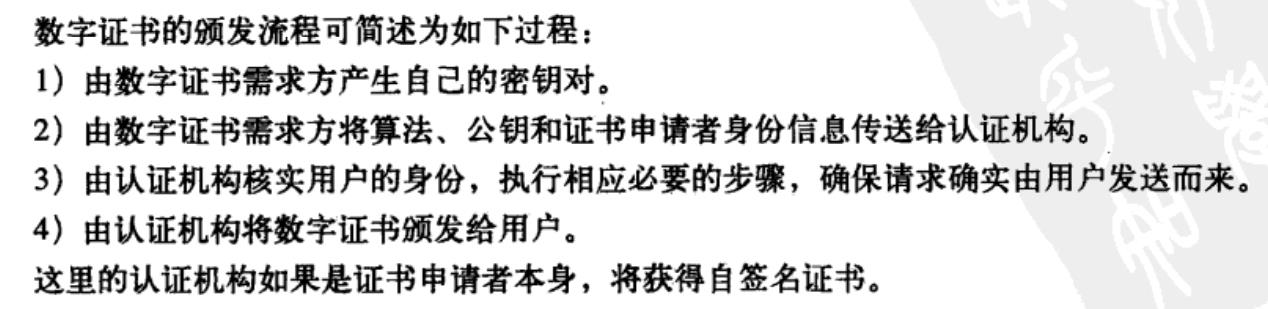 数字证书的颁发流程可简述为如下过程：
1）由数字证书需求方产生自己的密钥对。
2）由数字证书需求方将算法、公钥和证书申请者身份信息传送给认证机构。
3）由认证机构核实用户的身份，执行相应必要的步骤，确保请求确实由用户发送而来。
4）由认证机构将数字证书颁发给用户。
这里的认证机构如果是证书申请者本身，将获得自签名证书。